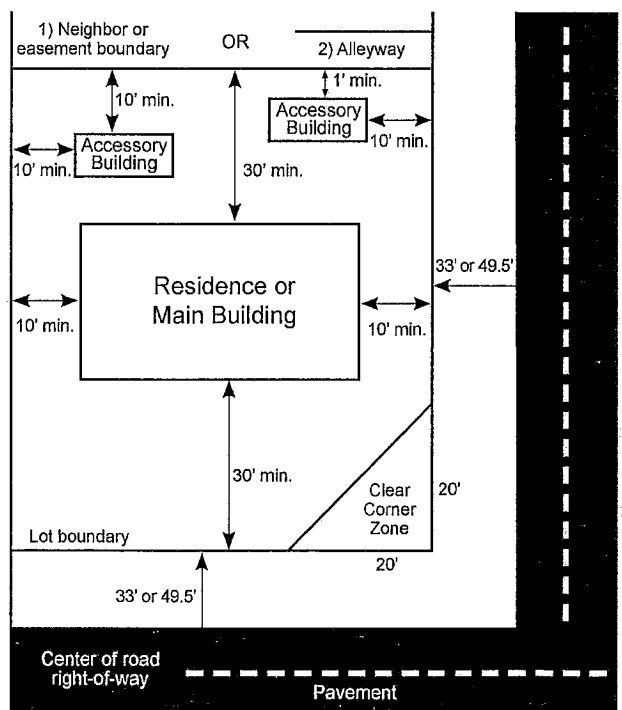 1) Neighbor or
easement boundary
OR
2) Alleyway
10' min.
1' min.
Accessory
Building
10' min.
Accessory
Building
10' min.
30' min.
33' or 49.5'
Residence or
Main Building
10' min.
10' min.
30' min.
Clear
Corner
Zone
20'
Lot boundary
20'
33' or 49.5'
Center of road
right-of-way
Pavement